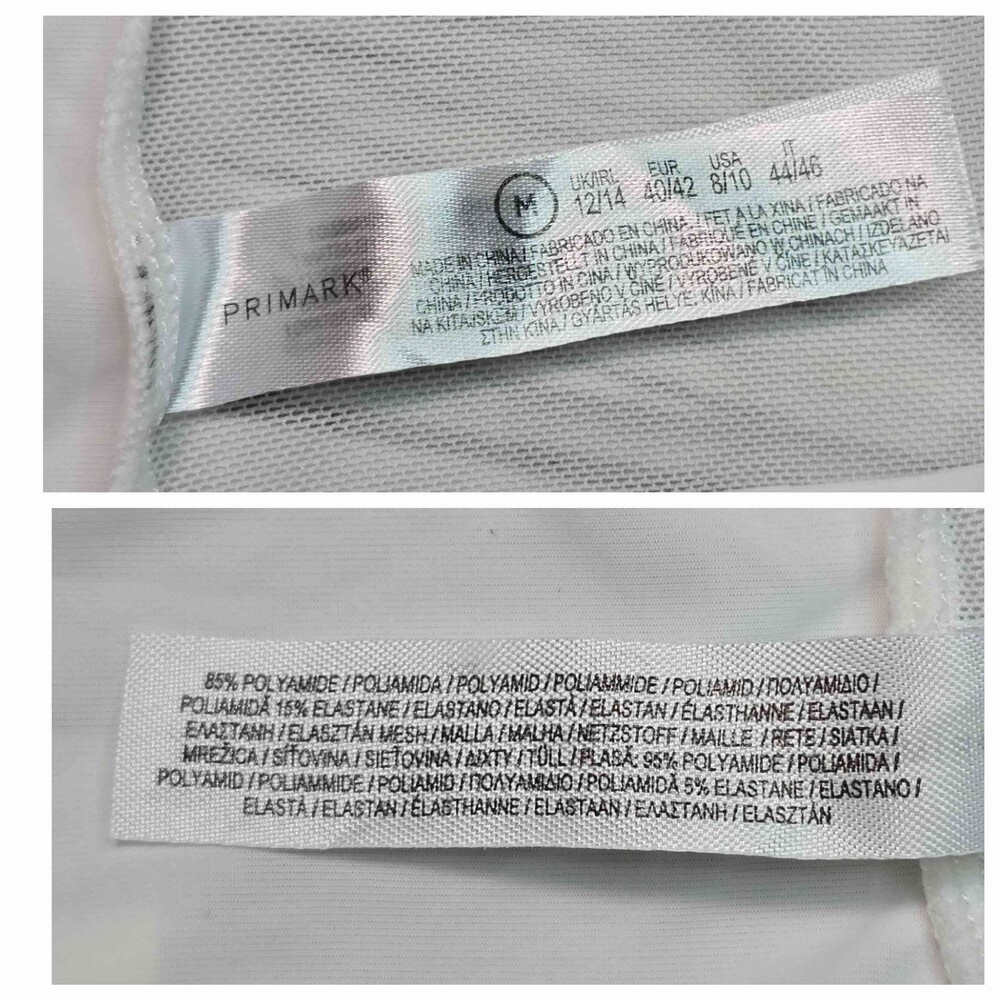 PRIMARK®
M
UK/IRL EUR USA IT
12/14 40/42 8/10 44/46
MADE IN CHINA / FABRICADO EN CHINA / FET A LA XINA / FABRICADO NA
CHINA / HERGESTELLT IN CHINA / FABRIQUÉ EN CHINE / GEMAAKT IN
CHINA / PRODOTTO IN CINA / WYPRODUKOWANO W CHINACH / IZDELANO
NA KITAJSKEM / VYROBENO V ČÍNĚ / VYROBENÉ V ČÍNE / ΚΑΤΑΣΚΕΥΑΖΕΤΑΙ
ΣΤΗΝ ΚΙΝΑ / GYÁRTÁS HELYE: KÍNA / FABRICAT ÎN CHINA
85% POLYAMIDE / POLIAMIDA / POLYAMID / POLIAMMIDE / POLIAMID / ΠΟΛΥΑΜΙΔΙΟ /
POLIAMIDĂ 15% ELASTANE / ELASTANO / ELASTĀ / ELASTAN / ÉLASTHANNE / ELASTAAN /
ΕΛΑΣΤΑΝΗ / ELASZTÁN MESH / MALLA / MALHA / NETZSTOFF / MAILLE / RETE / SIATKA /
MREŽICA / SÍŤOVINA / SIEŤOVINA / ΔΙΧΤΥ / TÜLL / PLASĂ: 95% POLYAMIDE / POLIAMIDA /
POLYAMID / POLIAMMIDE / POLIAMID / ΠΟΛΥΑΜΙΔΙΟ / POLIAMIDĂ 5% ELASTANE / ELASTANO /
ELASTĀ / ELASTAN / ÉLASTHANNE / ELASTAAN / ΕΛΑΣΤΑΝΗ / ELASZTÁN